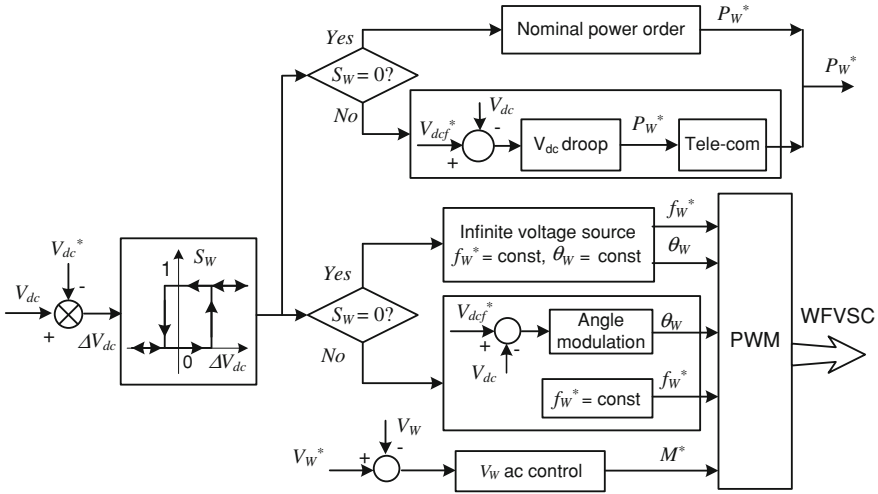 Yes
Nominal power order
P_W*
S_W = 0?
P_W*
No
V_dc
V_dcf*
-
+
V_dc droop
P_W*
Tele-com
V_dc*
-
V_dc
+
ΔV_dc
S_W
1
0
ΔV_dc
Yes
Infinite voltage source
f_W* = const, θ_W = const
f_W*
θ_W
S_W = 0?
No
V_dcf*
+
-
V_dc
Angle
modulation
θ_W
f_W* = const
f_W*
PWM
WFVSC
V_W
V_W*
+
-
V_W ac control
M*